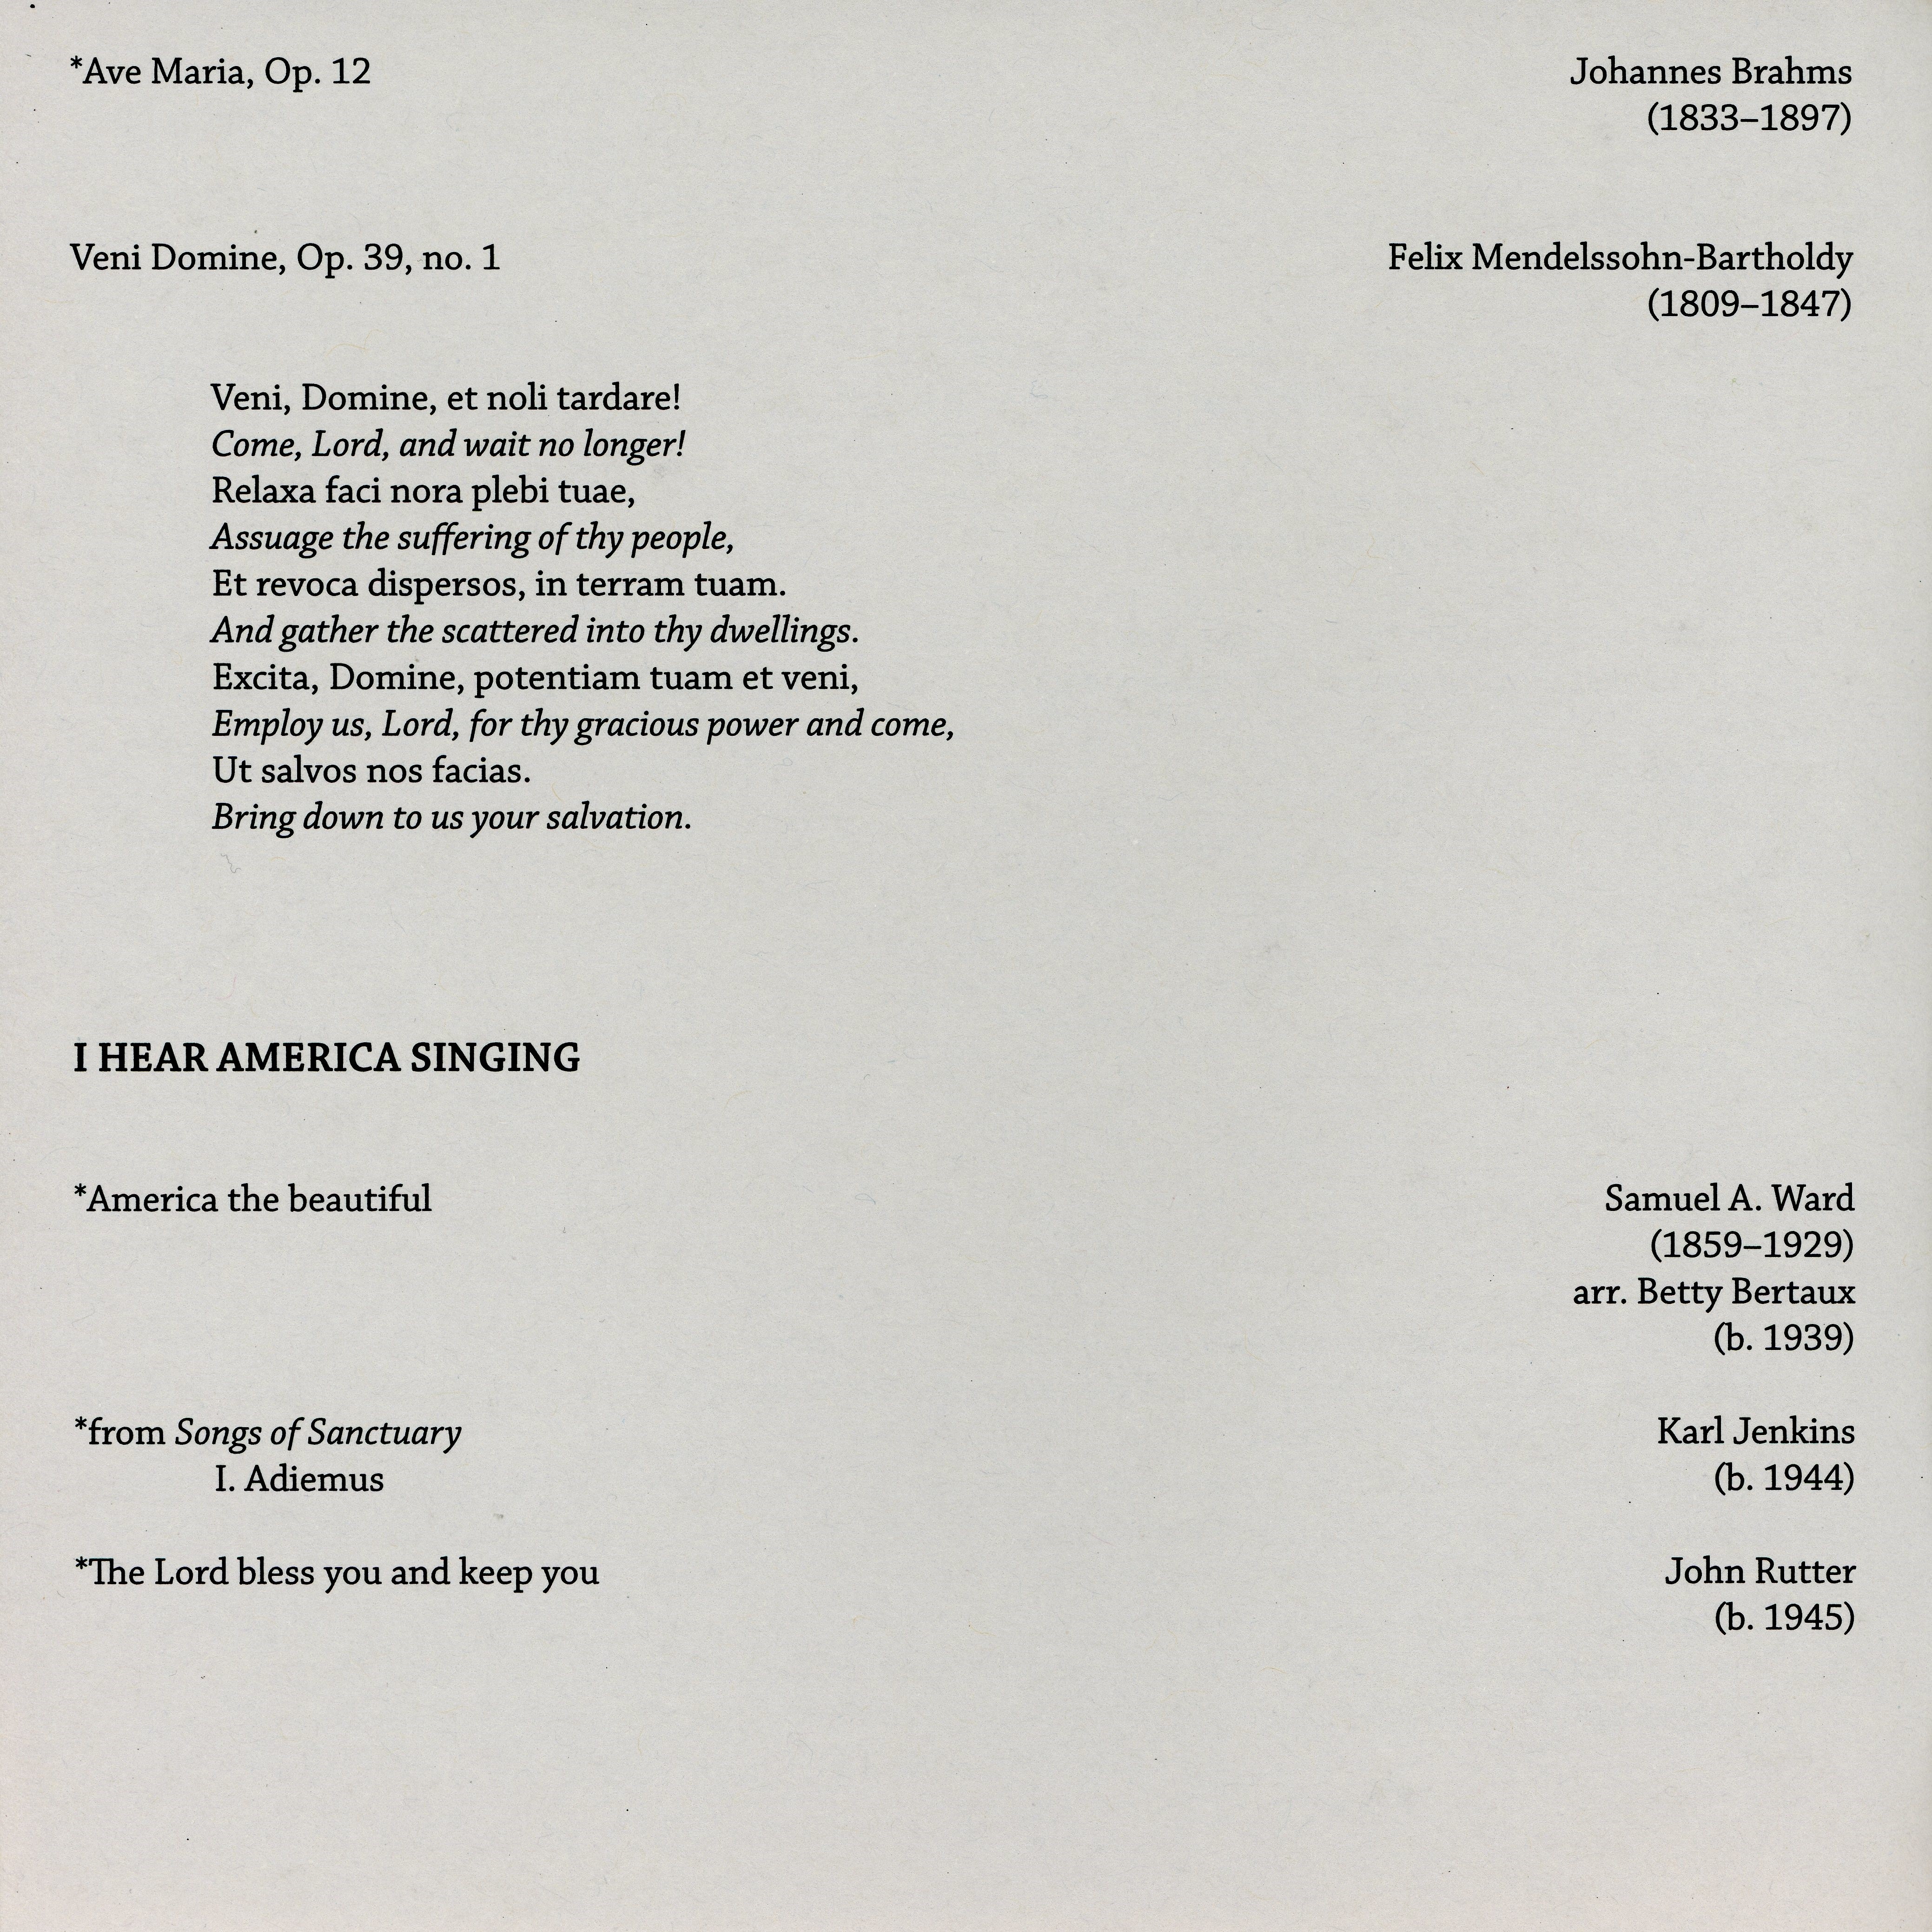 *Ave Maria, Op. 12 Johannes Brahms
(1833–1897)
Veni Domine, Op. 39, no. 1 Felix Mendelssohn-Bartholdy
(1809–1847)
Veni, Domine, et noli tardare!
Come, Lord, and wait no longer!
Relaxa faci nora plebi tuae,
Assuage the suffering of thy people,
Et revoca dispersos, in terram tuam.
And gather the scattered into thy dwellings.
Excita, Domine, potentiam tuam et veni,
Employ us, Lord, for thy gracious power and come,
Ut salvos nos facias.
Bring down to us your salvation.
I HEAR AMERICA SINGING
*America the beautiful Samuel A. Ward
(1859–1929)
arr. Betty Bertaux
(b. 1939)
*from Songs of Sanctuary Karl Jenkins
I. Adiemus (b. 1944)
*The Lord bless you and keep you John Rutter
(b. 1945)